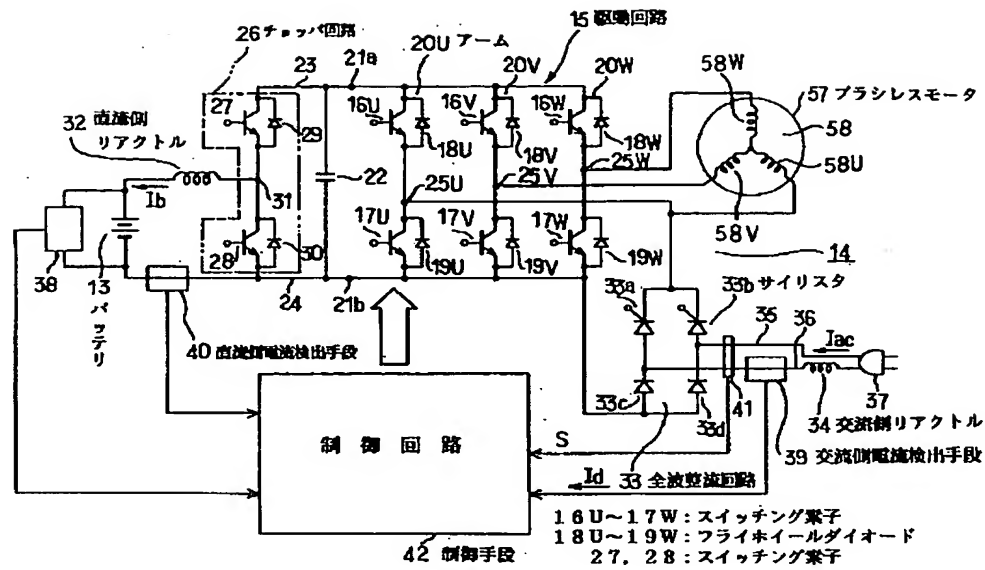 26 チョッパ回路
20U アーム
15 駆動回路
23
21a
20V
20W
58W
57 ブラシレスモータ
27
29
16U
16V
16W
58
32 直流側
リアクトル
18U
18V
18W
58U
22
25U
25V
25W
31
Ib
17U
17V
17W
58V
28
30
19U
19V
19W
14
38
13 バッテリ
24
21b
33a
33b サイリスタ
40 直流側電流検出手段
35
36
Iac
33c
33d
41
37
34 交流側リアクトル
制御回路
S
39 交流側電流検出手段
Id
33 全波整流回路
42 制御手段
16U~17W:スイッチング素子
18U~19W:フライホイールダイオード
27, 28:スイッチング素子